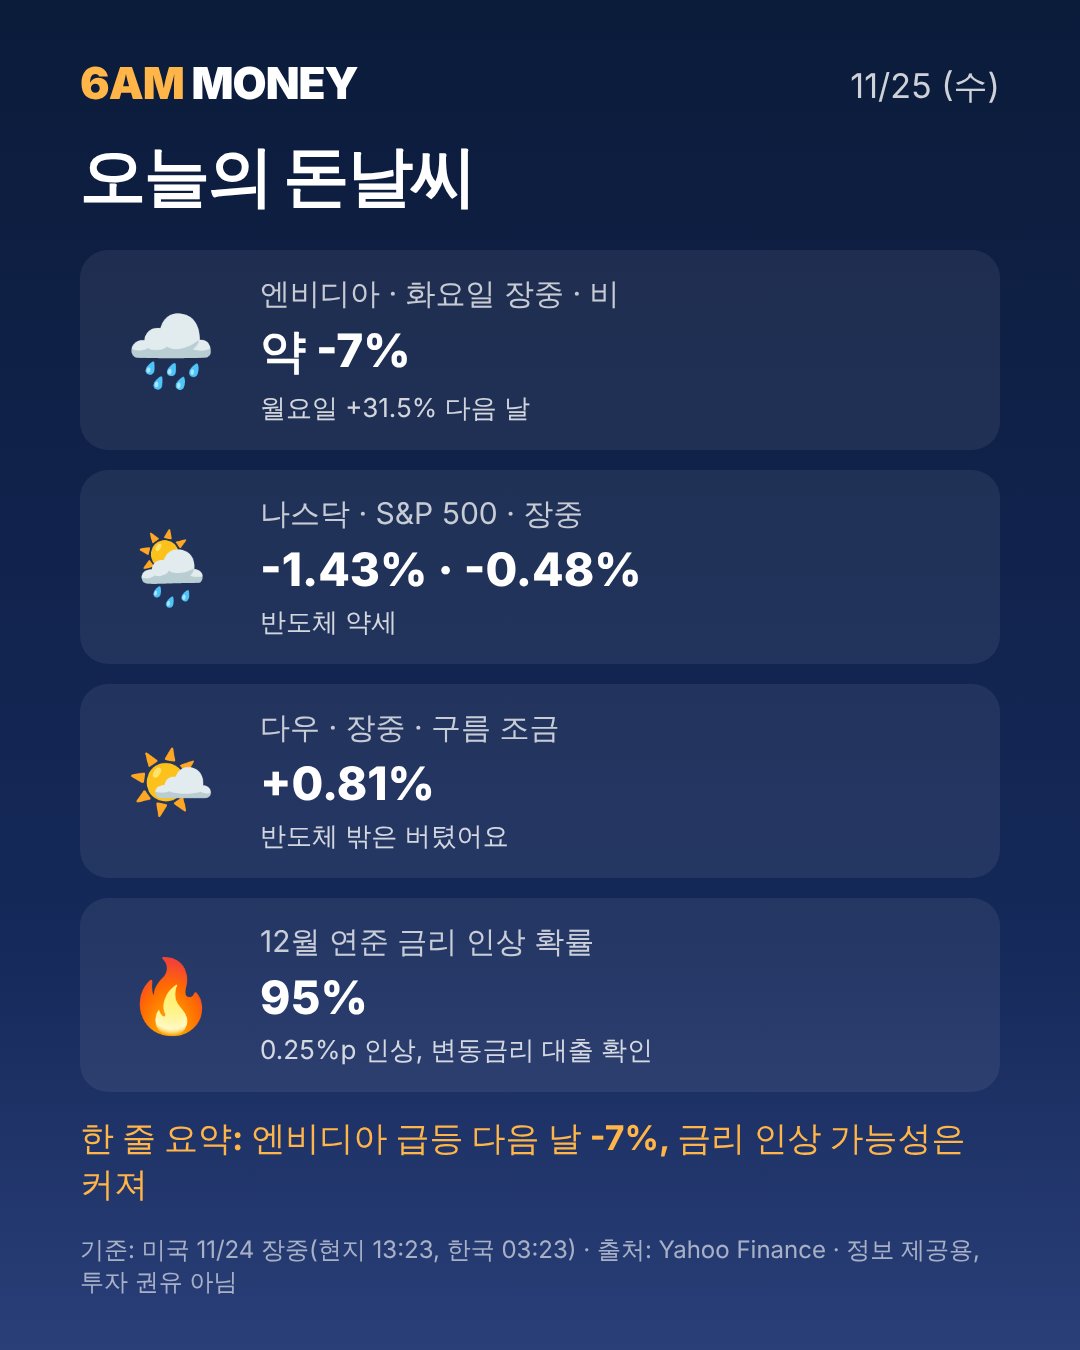 6AM MONEY
11/25 (수)
오늘의 돈날씨
엔비디아 · 화요일 장중 · 비
약 -7%
월요일 +31.5% 다음 날
나스닥 · S&P 500 · 장중
-1.43% · -0.48%
반도체 약세
다우 · 장중 · 구름 조금
+0.81%
반도체 밖은 버텼어요
12월 연준 금리 인상 확률
95%
0.25%p 인상, 변동금리 대출 확인
한 줄 요약: 엔비디아 급등 다음 날 -7%, 금리 인상 가능성은
커져
기준: 미국 11/24 장중(현지 13:23, 한국 03:23) · 출처: Yahoo Finance · 정보 제공용,
투자 권유 아님